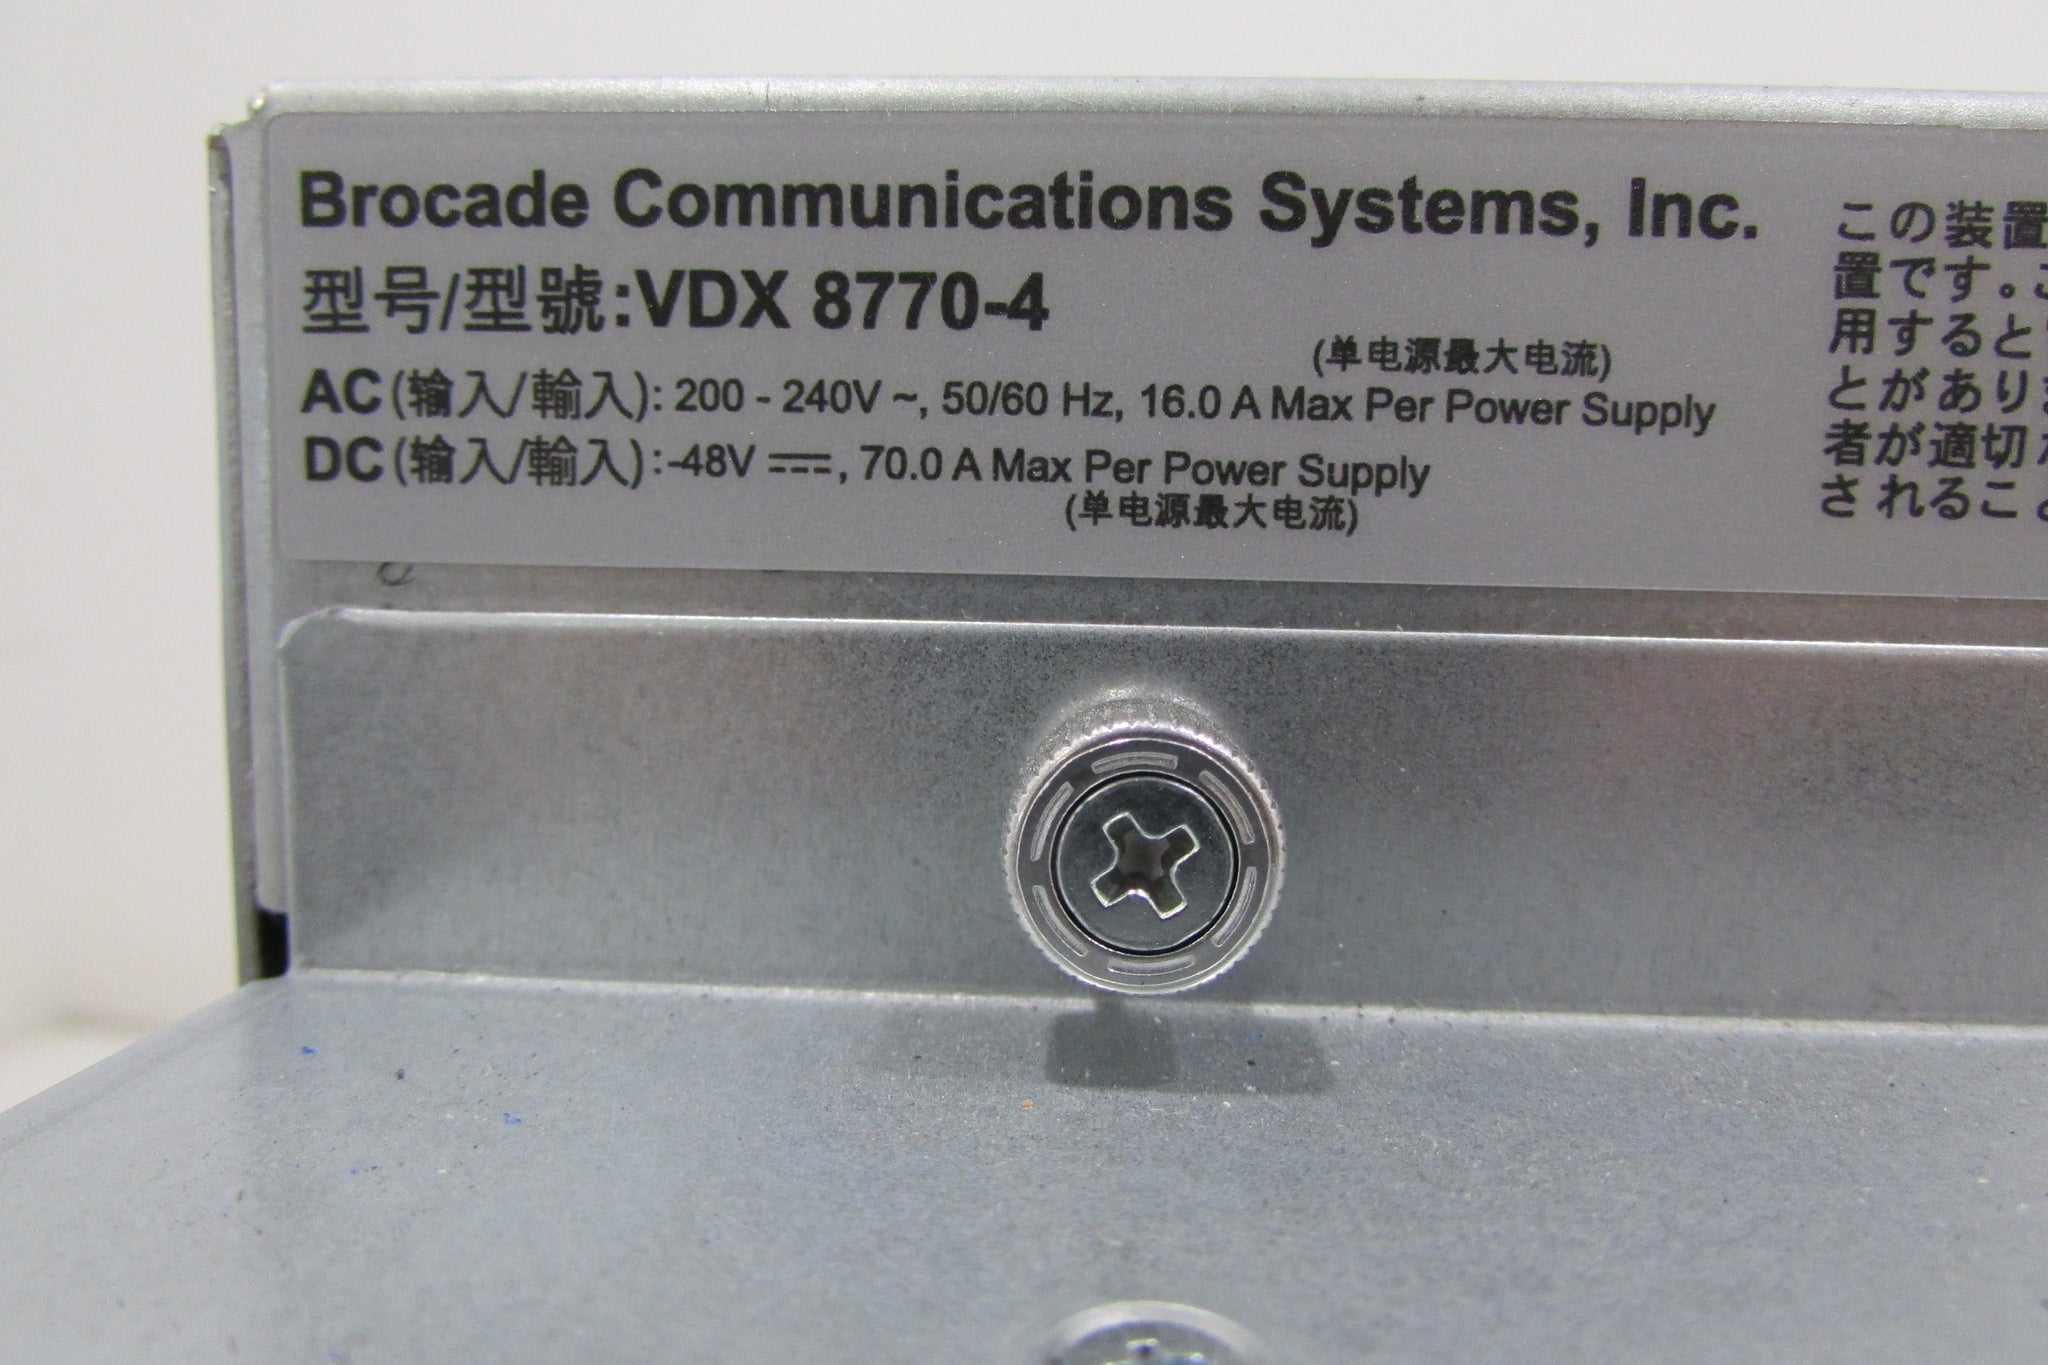 Brocade Communications Systems, Inc.
型号/型號:VDX 8770-4
(单电源最大电流)
AC(输入/輸入): 200 - 240V ~, 50/60 Hz, 16.0 A Max Per Power Supply
DC(输入/輸入):-48V ⎓, 70.0 A Max Per Power Supply
(单电源最大电流)
この装置
置です。こ
用すると
とがあり
者が適切
されること